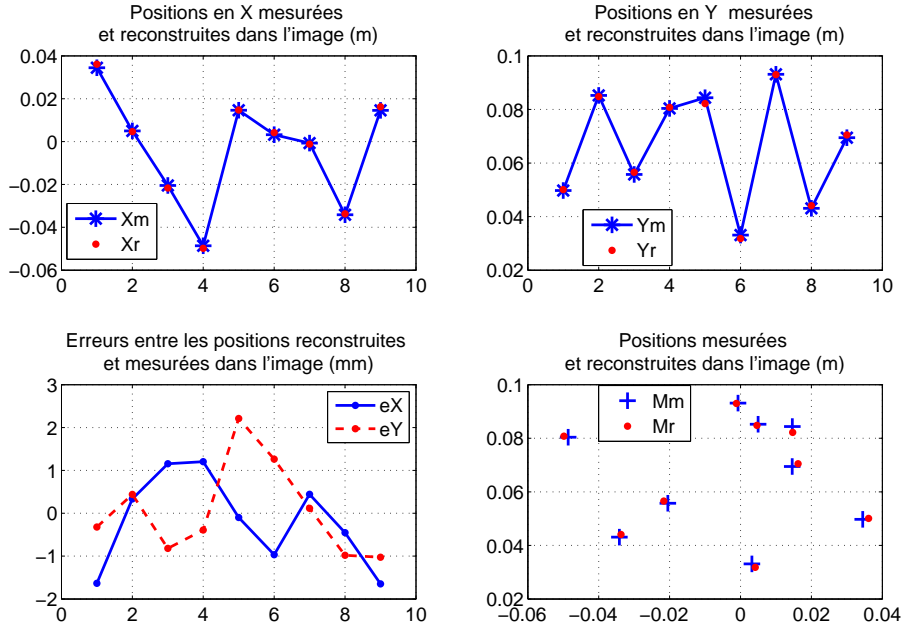 Positions en X mesurées
et reconstruites dans l'image (m)
0.04
0.02
0
−0.02
−0.04
−0.06
0
2
4
6
8
10
Xm
Xr
Positions en Y mesurées
et reconstruites dans l'image (m)
0.1
0.08
0.06
0.04
0.02
0
2
4
6
8
10
Ym
Yr
Erreurs entre les positions reconstruites
et mesurées dans l'image (mm)
3
2
1
0
−1
−2
0
2
4
6
8
10
eX
eY
Positions mesurées
et reconstruites dans l'image (m)
0.1
0.08
0.06
0.04
0.02
−0.06
−0.04
−0.02
0
0.02
0.04
Mm
Mr